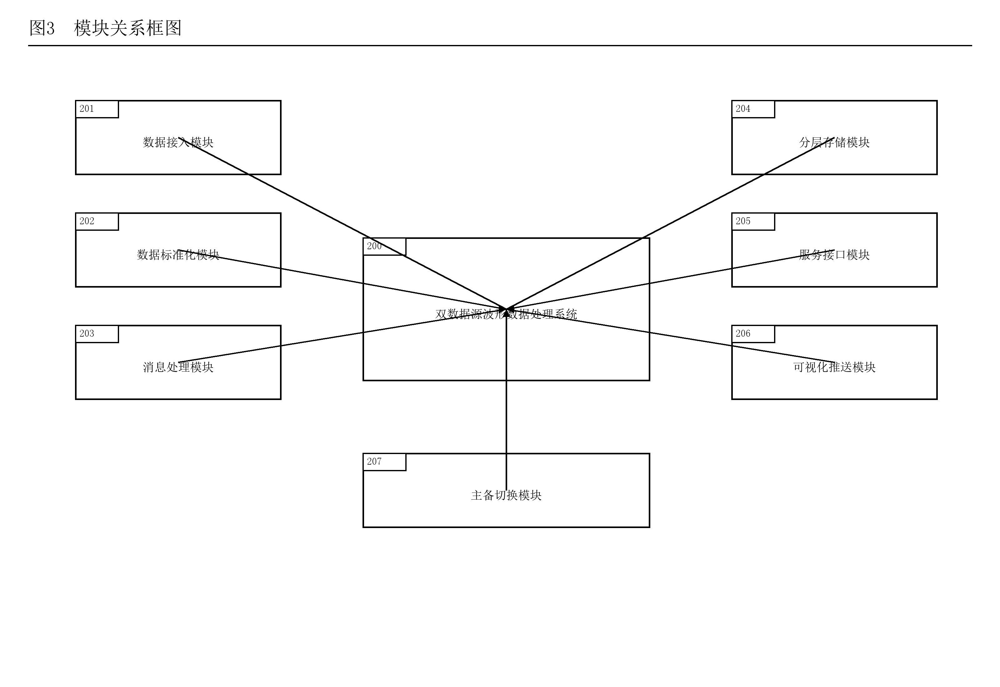 图3　模块关系框图
201
数据接入模块
202
数据标准化模块
203
消息处理模块
200
双数据源波形数据处理系统
204
分层存储模块
205
服务接口模块
206
可视化推送模块
207
主备切换模块